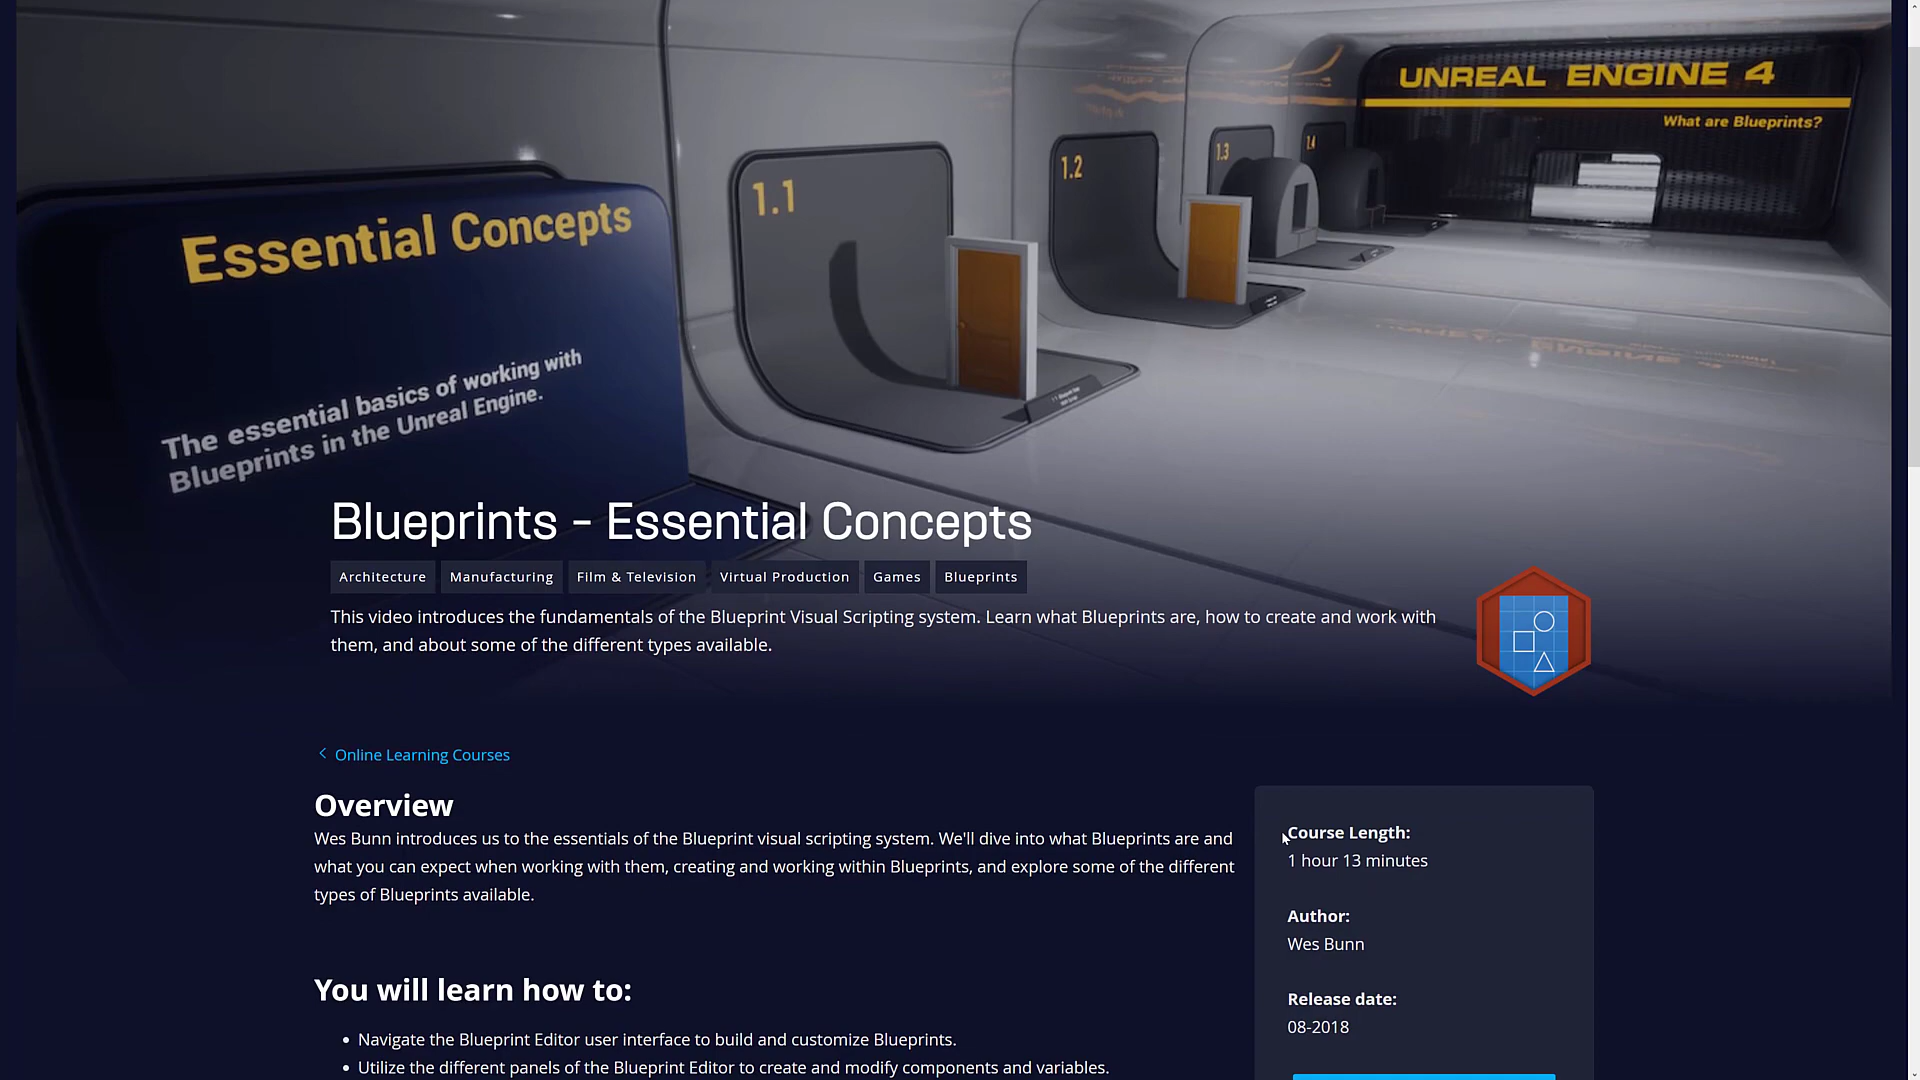 UNREAL ENGINE 4
What are Blueprints?
1.1
1.2
1.3
1.4
Essential Concepts
The essential basics of working with
Blueprints in the Unreal Engine.
Blueprints - Essential Concepts
Architecture
Manufacturing
Film & Television
Virtual Production
Games
Blueprints
This video introduces the fundamentals of the Blueprint Visual Scripting system. Learn what Blueprints are, how to create and work with
them, and about some of the different types available.
Online Learning Courses
Overview
Wes Bunn introduces us to the essentials of the Blueprint visual scripting system. We'll dive into what Blueprints are and
what you can expect when working with them, creating and working within Blueprints, and explore some of the different
types of Blueprints available.
You will learn how to:
• Navigate the Blueprint Editor user interface to build and customize Blueprints.
• Utilize the different panels of the Blueprint Editor to create and modify components and variables.
Course Length:
1 hour 13 minutes
Author:
Wes Bunn
Release date:
08-2018